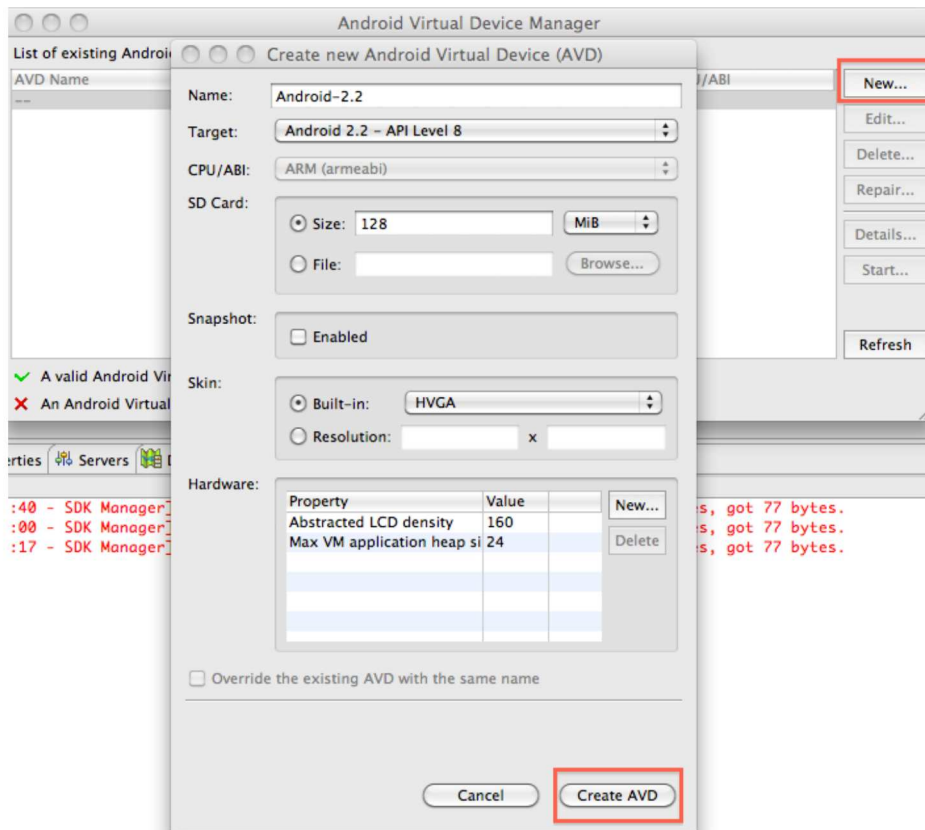 Android Virtual Device Manager
List of existing Androi
Create new Android Virtual Device (AVD)
AVD Name
/ABI
--
New...
Edit...
Delete...
Repair...
Details...
Start...
Refresh
Name: Android-2.2
Target: Android 2.2 - API Level 8
CPU/ABI: ARM (armeabi)
SD Card:
Size: 128 MiB
File: Browse...
Snapshot:
Enabled
Skin:
Built-in: HVGA
Resolution: x
Hardware:
Property Value
Abstracted LCD density 160
Max VM application heap si 24
New...
Delete
Override the existing AVD with the same name
Cancel
Create AVD
A valid Android Vir
An Android Virtual
erties Servers
:40 - SDK Manager] s, got 77 bytes.
:00 - SDK Manager] s, got 77 bytes.
:17 - SDK Manager] s, got 77 bytes.